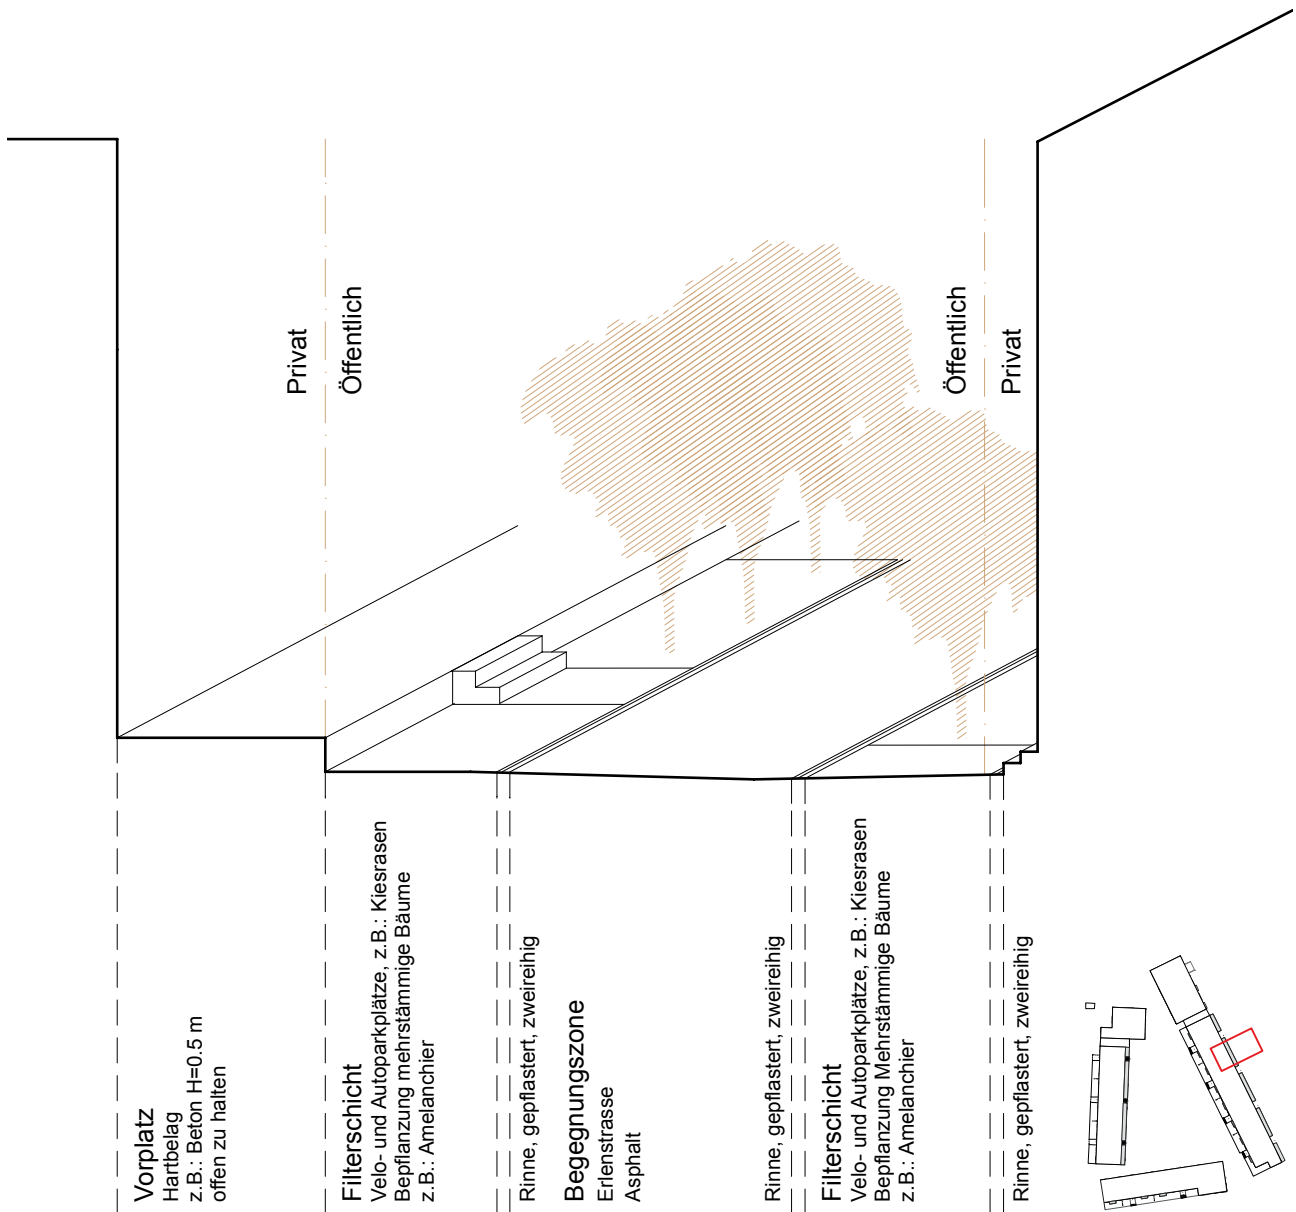 Privat
Öffentlich
Öffentlich
Privat
Vorplatz
Hartbelag
z.B.: Beton H=0.5 m
offen zu halten
Filterschicht
Velo- und Autoparkplätze, z.B.: Kiesrasen
Bepflanzung mehrstämmige Bäume
z.B.: Amelanchier
Rinne, gepflastert, zweireihig
Begegnungszone
Erlenstrasse
Asphalt
Rinne, gepflastert, zweireihig
Filterschicht
Velo- und Autoparkplätze, z.B.: Kiesrasen
Bepflanzung Mehrstämmige Bäume
z.B.: Amelanchier
Rinne, gepflastert, zweireihig